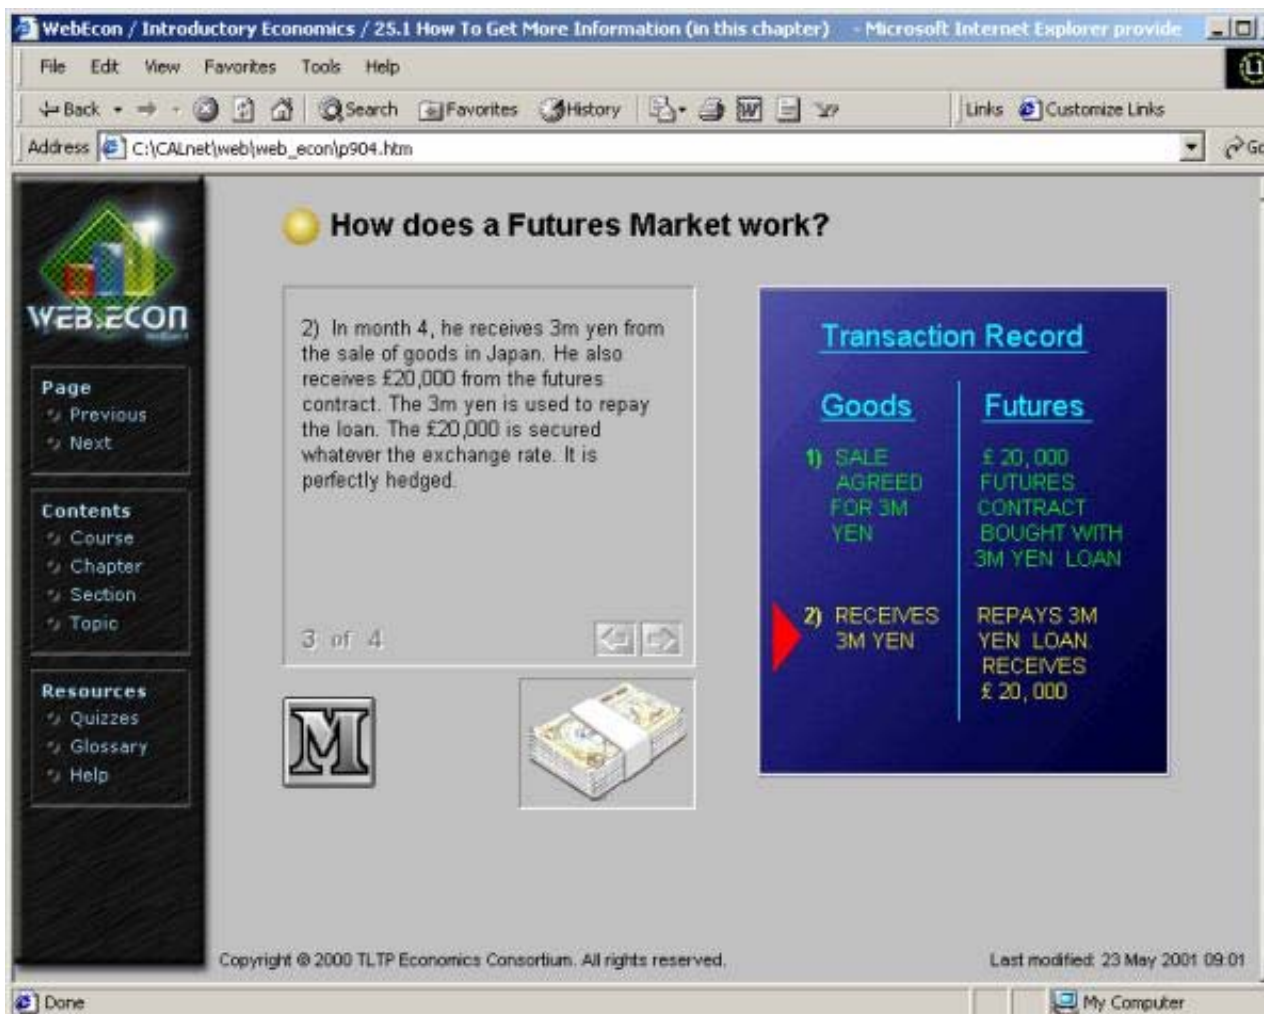 WebEcon / Introductory Economics / 25.1 How To Get More Information (in this chapter) - Microsoft Internet Explorer provide
File Edit View Favorites Tools Help
Back Search Favorites History Links Customize Links
Address C:\CALnet\web\web_econ\p904.htm Go
WEB.ECON
How does a Futures Market work?
Page
Previous
Next
Contents
Course
Chapter
Section
Topic
Resources
Quizzes
Glossary
Help
2) In month 4, he receives 3m yen from
the sale of goods in Japan. He also
receives £20,000 from the futures
contract. The 3m yen is used to repay
the loan. The £20,000 is secured
whatever the exchange rate. It is
perfectly hedged.
3 of 4
M
Transaction Record
Goods Futures
1) SALE £ 20, 000
AGREED FUTURES
FOR 3M CONTRACT
YEN BOUGHT WITH
3M YEN LOAN
2) RECEIVES REPAYS 3M
3M YEN YEN LOAN.
RECEIVES
£ 20, 000
Copyright © 2000 TLTP Economics Consortium. All rights reserved. Last modified: 23 May 2001 09:01
Done My Computer